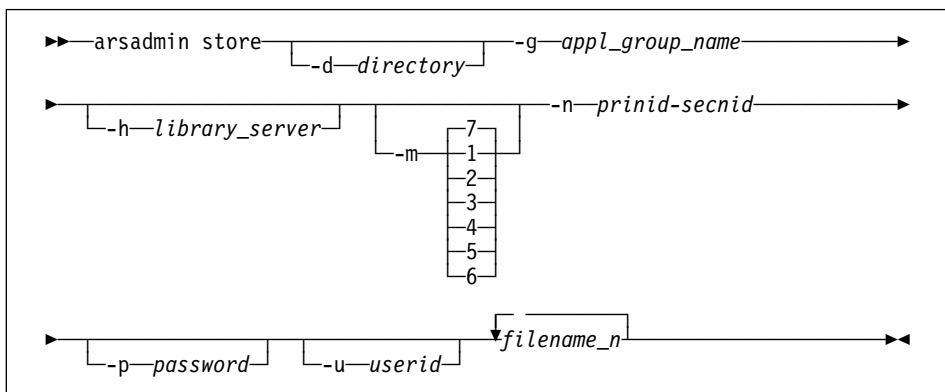 arsadmin store -d directory -g appl_group_name
-h library_server -m 7 -n prinid-secnid
1
2
3
4
5
6
-p password -u userid filename_n